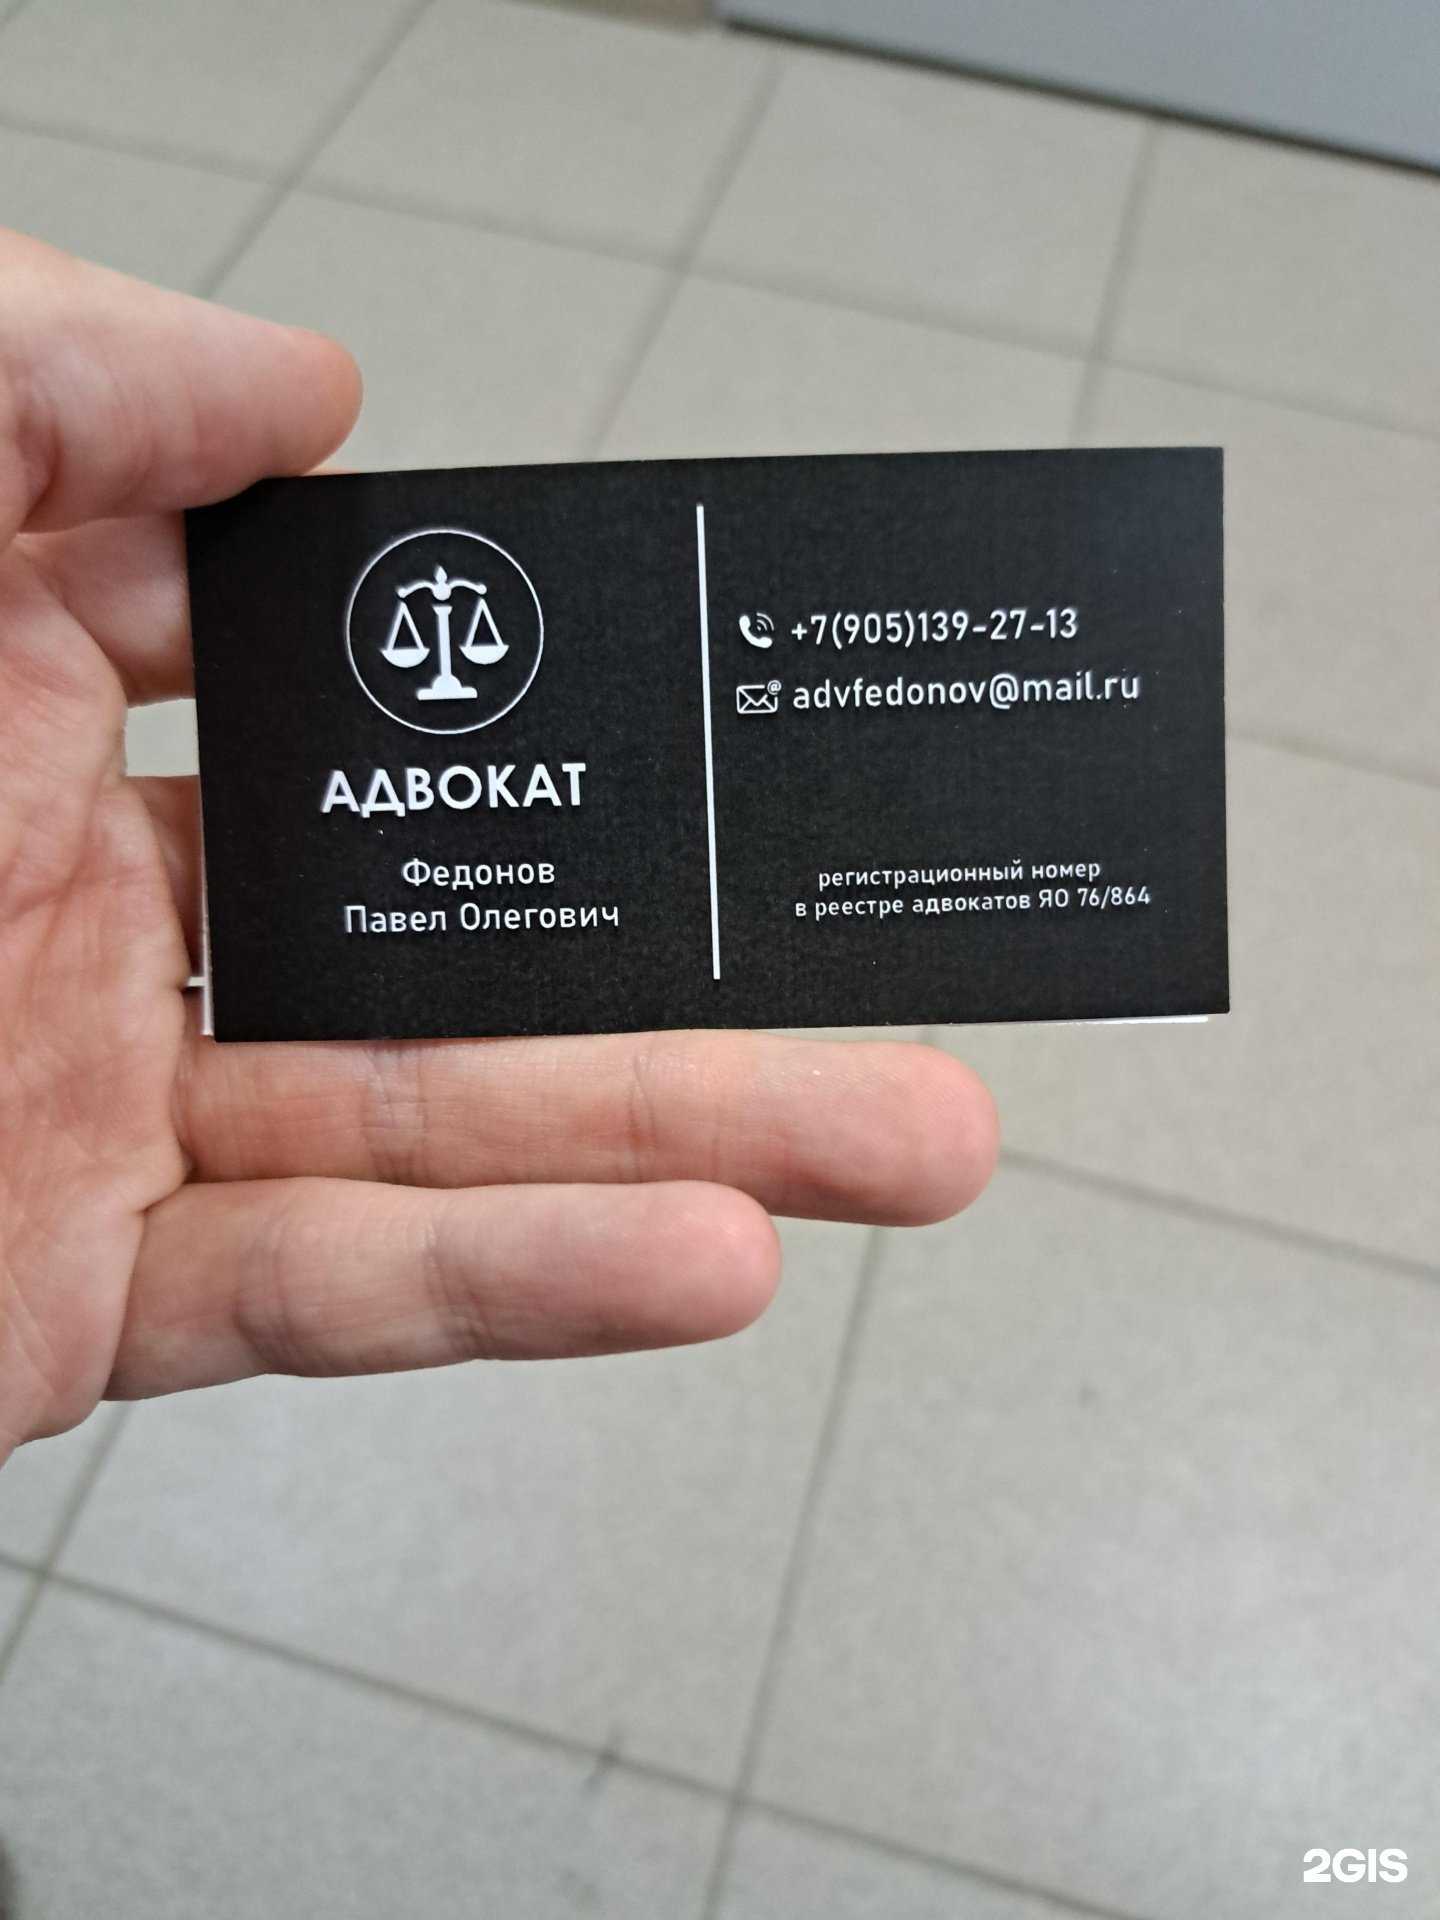 АДВОКАТ
Федонов
Павел Олегович
+7(905)139-27-13
advfedonov@mail.ru
регистрационный номер
в реестре адвокатов ЯО 76/864
2GIS